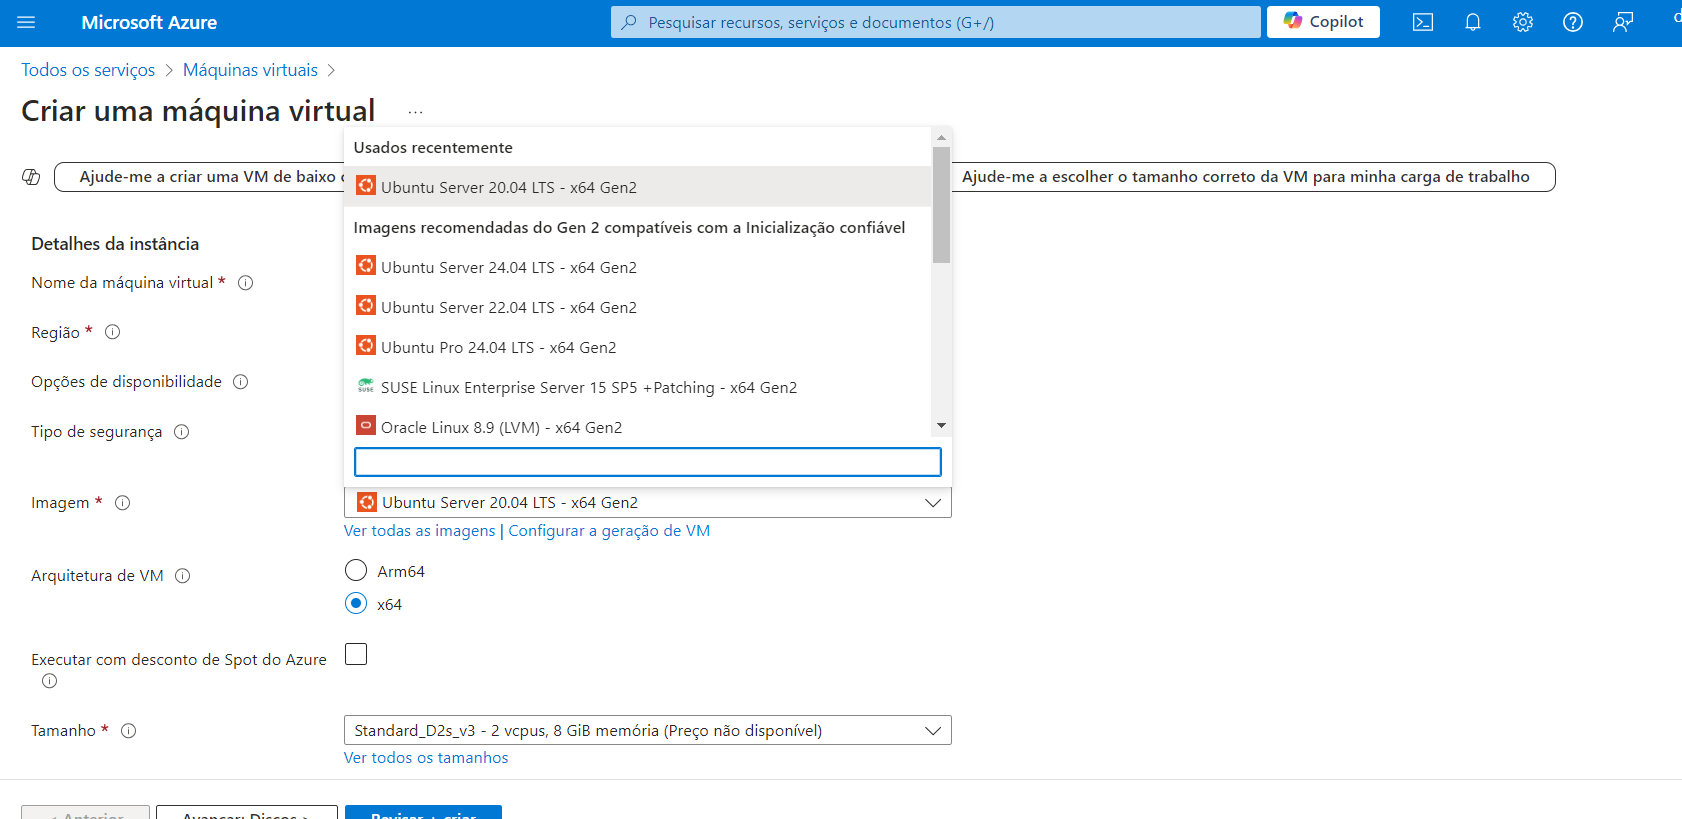 Microsoft Azure
Pesquisar recursos, serviços e documentos (G+/)
Copilot
Todos os serviços > Máquinas virtuais >
Criar uma máquina virtual ...
Ajude-me a criar uma VM de baixo
Ajude-me a escolher o tamanho correto da VM para minha carga de trabalho
Usados recentemente
Ubuntu Server 20.04 LTS - x64 Gen2
Imagens recomendadas do Gen 2 compatíveis com a Inicialização confiável
Ubuntu Server 24.04 LTS - x64 Gen2
Ubuntu Server 22.04 LTS - x64 Gen2
Ubuntu Pro 24.04 LTS - x64 Gen2
SUSE Linux Enterprise Server 15 SP5 +Patching - x64 Gen2
Oracle Linux 8.9 (LVM) - x64 Gen2
Detalhes da instância
Nome da máquina virtual *
Região *
Opções de disponibilidade
Tipo de segurança
Imagem *
Ubuntu Server 20.04 LTS - x64 Gen2
Ver todas as imagens | Configurar a geração de VM
Arquitetura de VM
Arm64
x64
Executar com desconto de Spot do Azure
Tamanho *
Standard_D2s_v3 - 2 vcpus, 8 GiB memória (Preço não disponível)
Ver todos os tamanhos
< Anterior
Avançar: Discos >
Revisar + criar